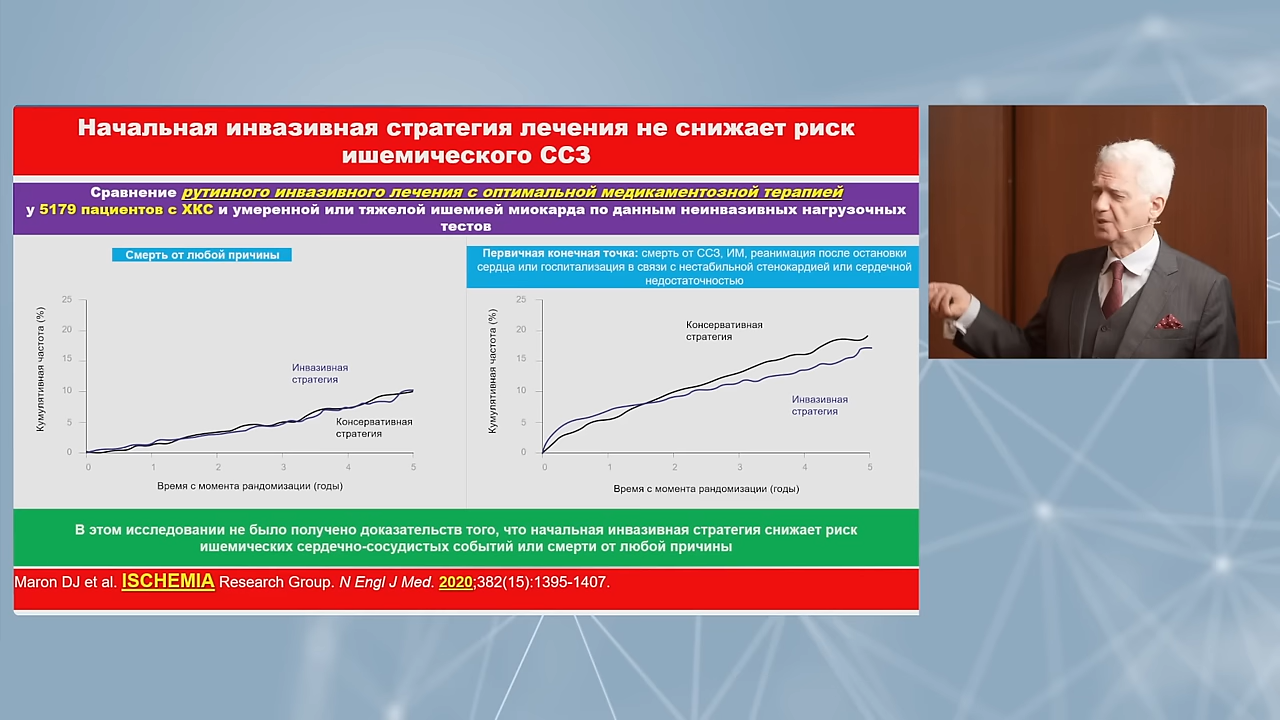 Начальная инвазивная стратегия лечения не снижает риск
ишемического ССЗ
Сравнение рутинного инвазивного лечения с оптимальной медикаментозной терапией
у 5179 пациентов с ХКС и умеренной или тяжелой ишемией миокарда по данным неинвазивных нагрузочных
тестов
Смерть от любой причины
Кумулятивная частота (%)
25
20
15
10
5
0
Инвазивная
стратегия
Консервативная
стратегия
0 1 2 3 4 5
Время с момента рандомизации (годы)
Первичная конечная точка: смерть от ССЗ, ИМ, реанимация после остановки
сердца или госпитализация в связи с нестабильной стенокардией или сердечной
недостаточностью
Кумулятивная частота (%)
25
20
15
10
5
0
Консервативная
стратегия
Инвазивная
стратегия
0 1 2 3 4 5
Время с момента рандомизации (годы)
В этом исследовании не было получено доказательств того, что начальная инвазивная стратегия снижает риск
ишемических сердечно-сосудистых событий или смерти от любой причины
Maron DJ et al. ISCHEMIA Research Group. N Engl J Med. 2020;382(15):1395-1407.